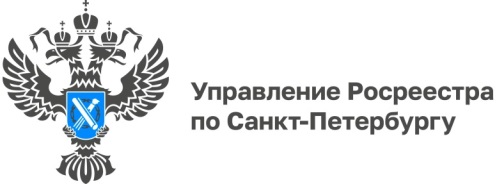 Управление Росреестра
по Санкт-Петербургу